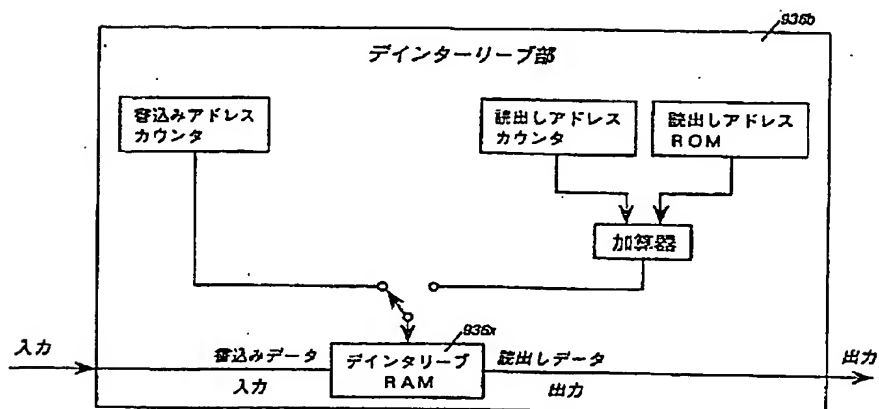 936b
デインターリーブ部
書込みアドレス
カウンタ
読出しアドレス
カウンタ
読出しアドレス
ROM
加算器
936x
入力
書込みデータ
入力
デインタリーブ
RAM
読出しデータ
出力
出力